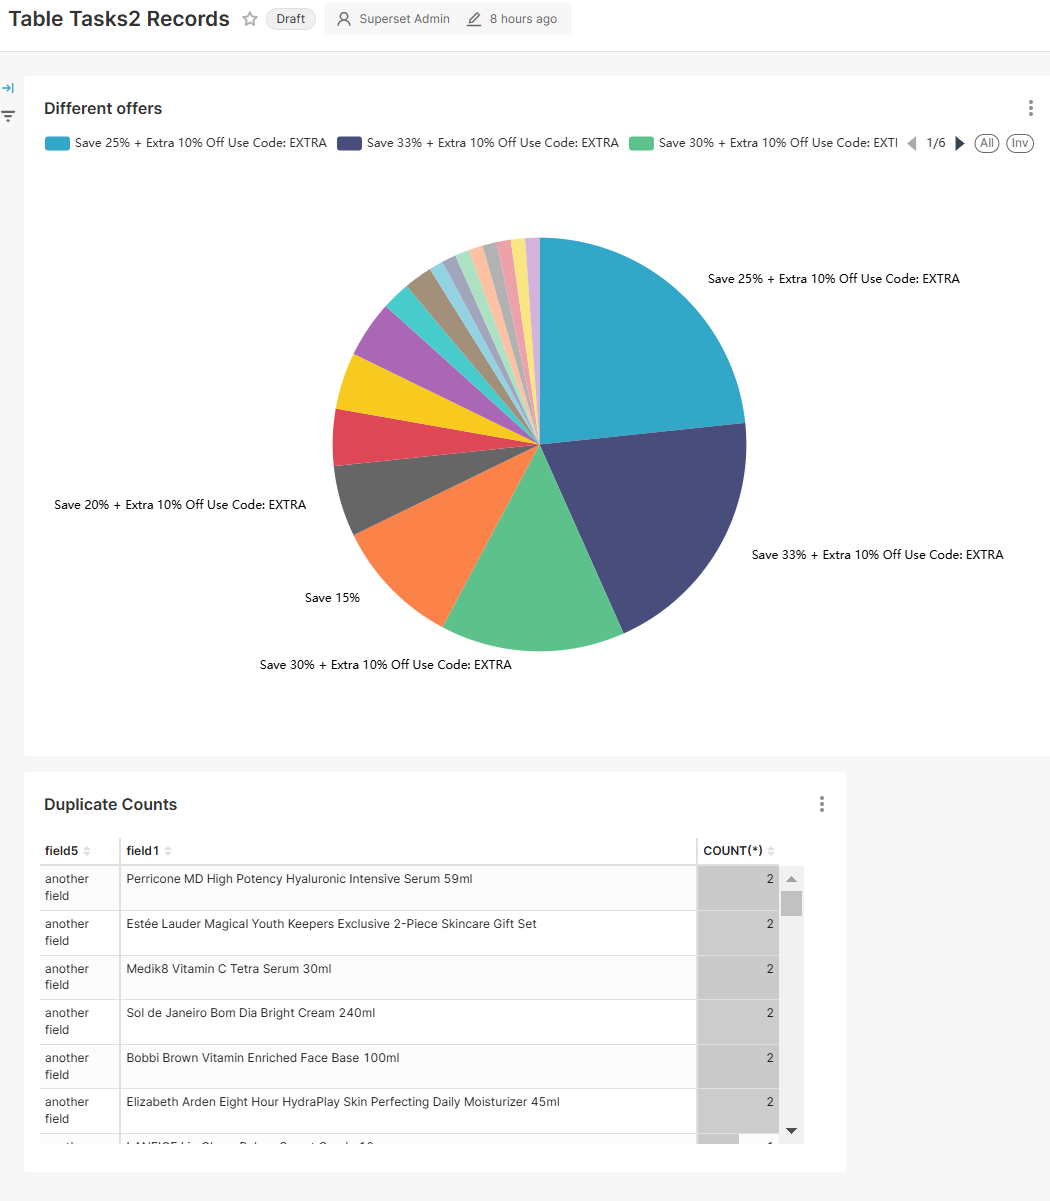 Table Tasks2 Records Draft Superset Admin 8 hours ago
Different offers
Save 25% + Extra 10% Off Use Code: EXTRA Save 33% + Extra 10% Off Use Code: EXTRA Save 30% + Extra 10% Off Use Code: EXTI 1/6 All Inv
Save 25% + Extra 10% Off Use Code: EXTRA
Save 20% + Extra 10% Off Use Code: EXTRA
Save 33% + Extra 10% Off Use Code: EXTRA
Save 15%
Save 30% + Extra 10% Off Use Code: EXTRA
Duplicate Counts
field5 field1 COUNT(*)
another field Perricone MD High Potency Hyaluronic Intensive Serum 59ml 2
another field Estée Lauder Magical Youth Keepers Exclusive 2-Piece Skincare Gift Set 2
another field Medik8 Vitamin C Tetra Serum 30ml 2
another field Sol de Janeiro Bom Dia Bright Cream 240ml 2
another field Bobbi Brown Vitamin Enriched Face Base 100ml 2
another field Elizabeth Arden Eight Hour HydraPlay Skin Perfecting Daily Moisturizer 45ml 2